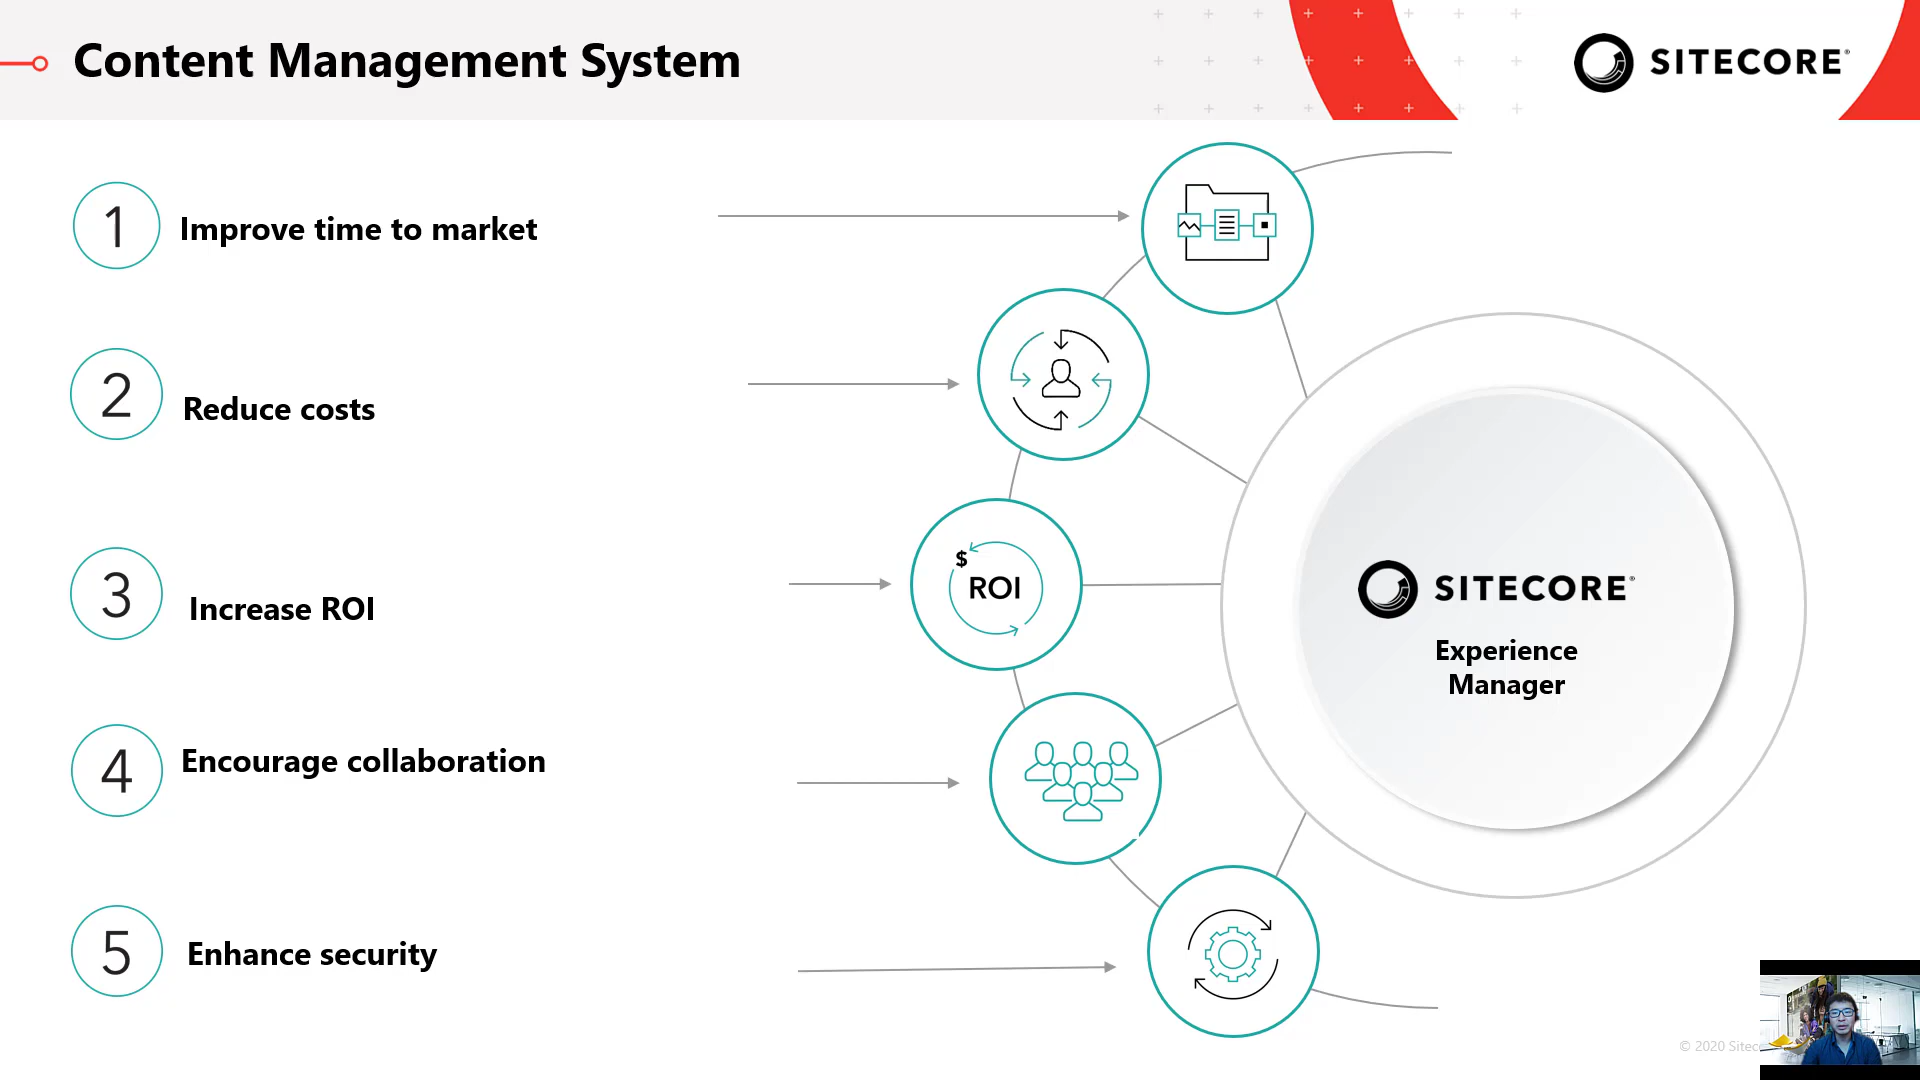 Content Management System
SITECORE®
1
Improve time to market
2
Reduce costs
3
Increase ROI
4
Encourage collaboration
5
Enhance security
$
ROI
SITECORE®
Experience
Manager
© 2020